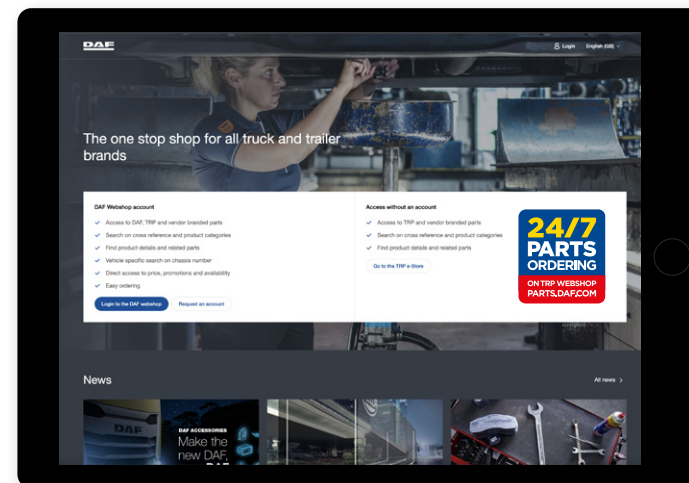 DAF
Login English (GB)
The one stop shop for all truck and trailer
brands
DAF Webshop account
Access to DAF, TRP and vendor branded parts
Search on cross reference and product categories
Find product details and related parts
Vehicle specific search on chassis number
Direct access to price, promotions and availability
Easy ordering
Login to the DAF webshop Request an account
Access without an account
Access to TRP and vendor branded parts
Search on cross reference and product categories
Find product details and related parts
Go to the TRP e-Store
24/7
PARTS
ORDERING
ON TRP WEBSHOP
PARTS.DAF.COM
News
All news
DAF
DAF ACCESSORIES
Make the
new DAF,